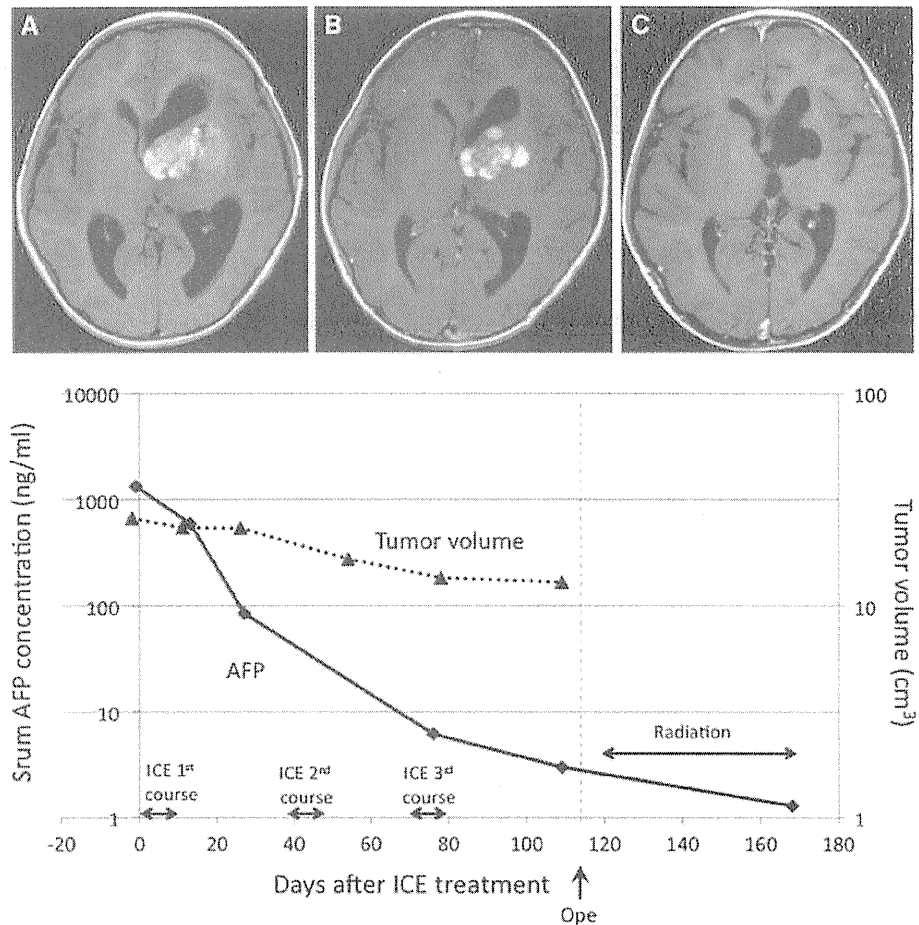 A
B
C
10000
1000
100
10
1
Srum AFP concentration (ng/ml)
100
10
1
Tumor volume (cm³)
Tumor volume
AFP
Radiation
ICE 1st
course
ICE 2nd
course
ICE 3rd
course
-20 0 20 40 60 80 100 120 140 160 180
Days after ICE treatment
Ope